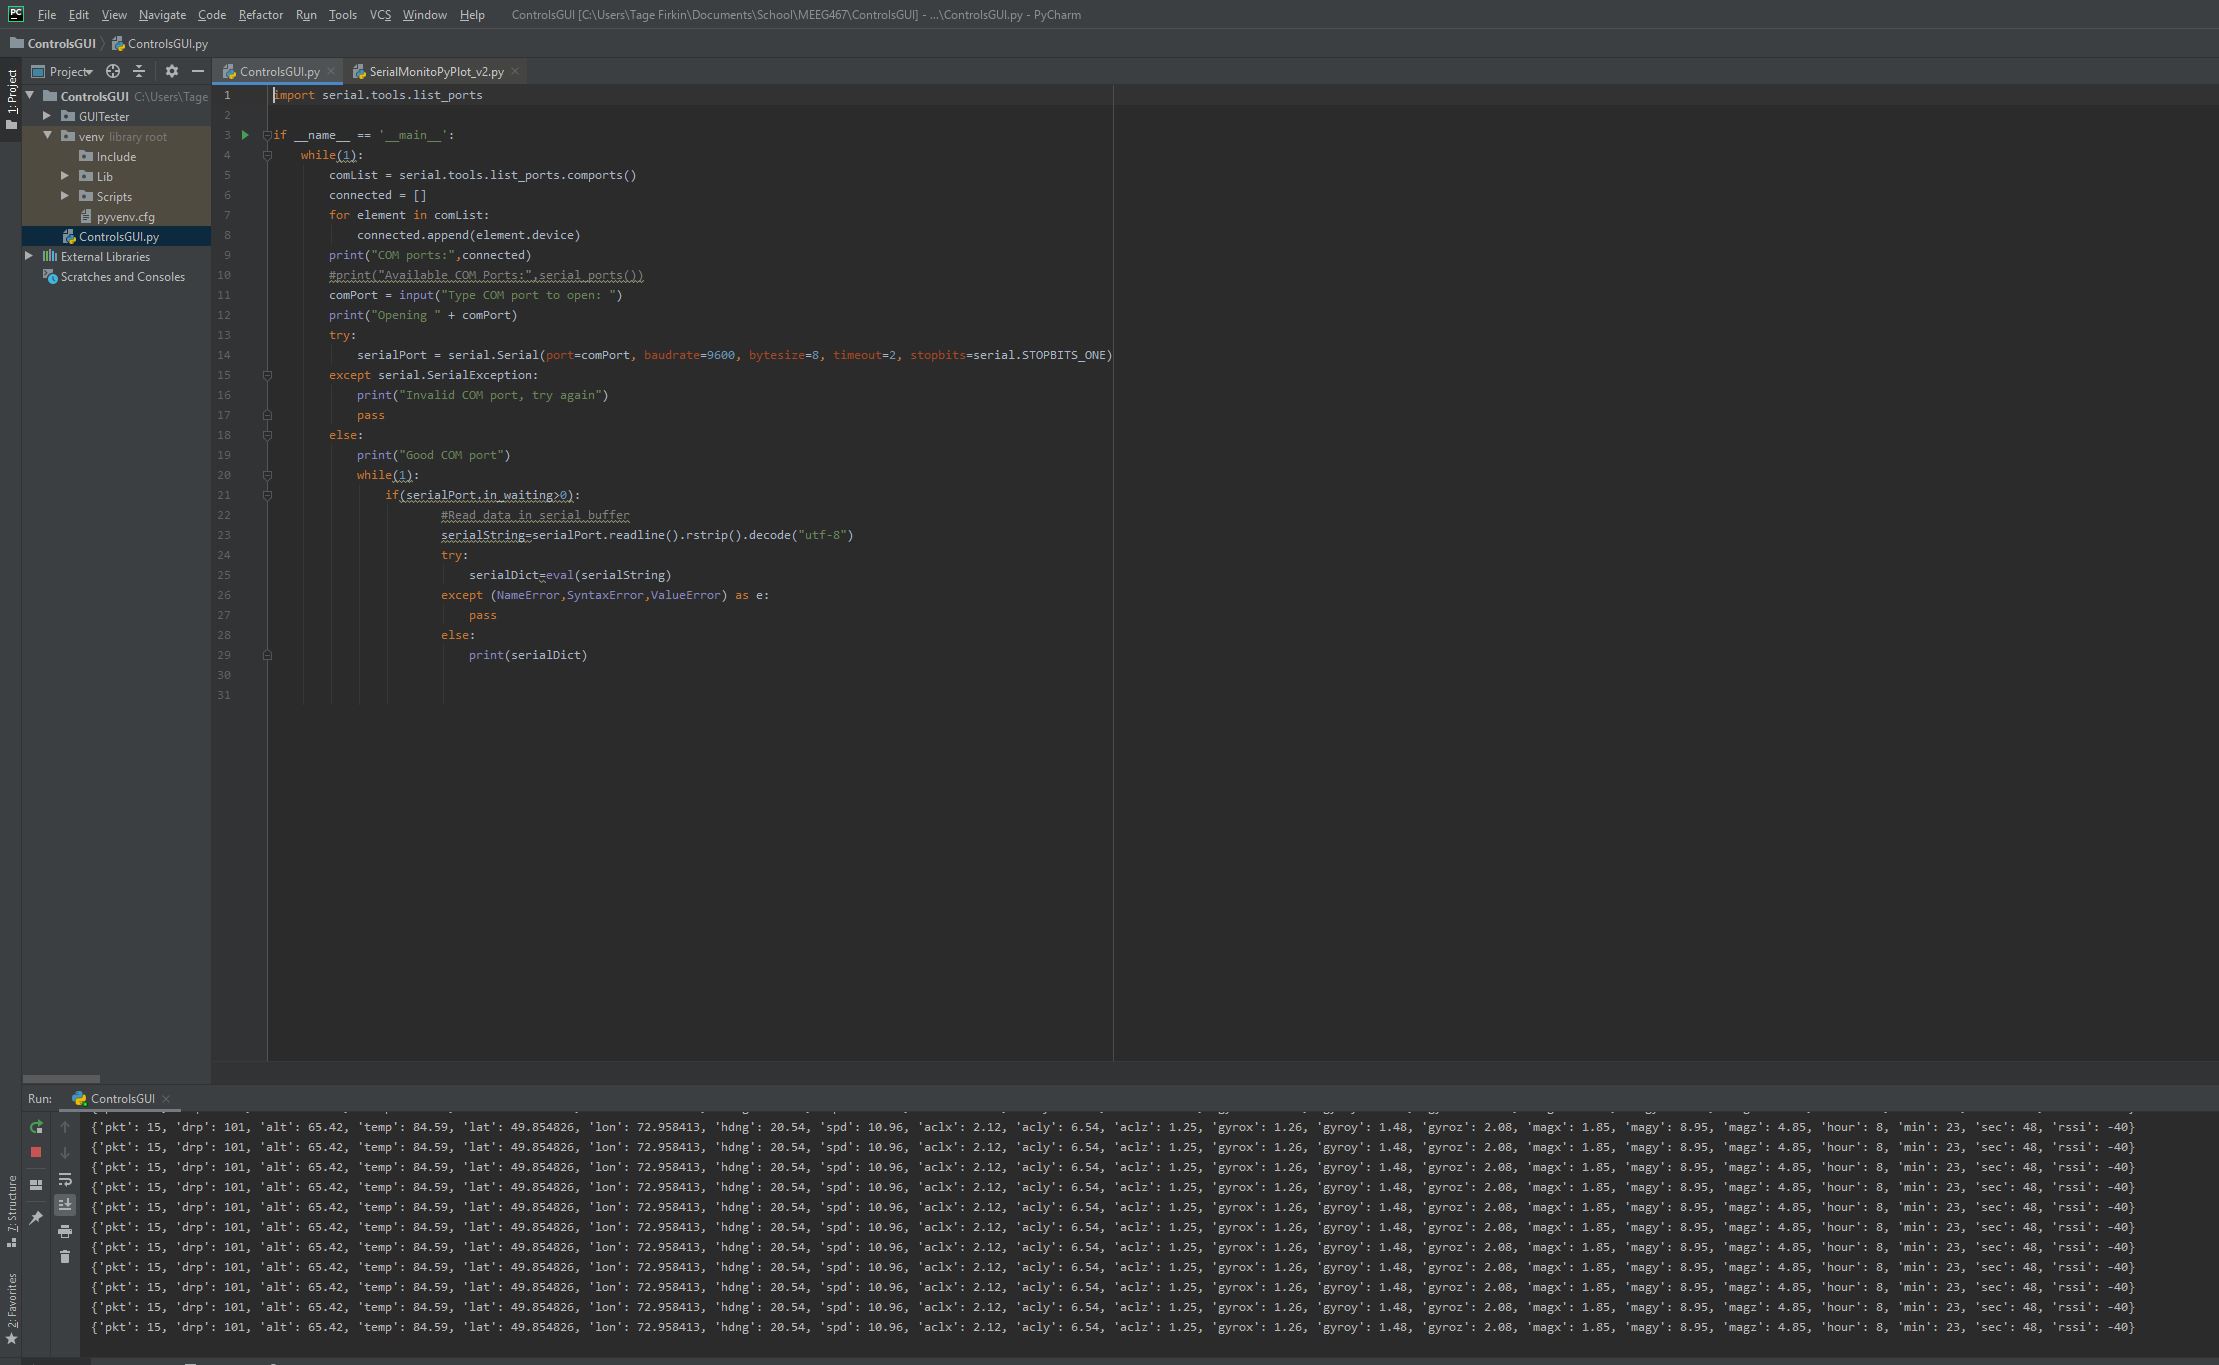 File Edit View Navigate Code Refactor Run Tools VCS Window Help ControlsGUI [C:\Users\Tage Firkin\Documents\School\MEEG467\ControlsGUI] - ...\ControlsGUI.py - PyCharm
ControlsGUI ControlsGUI.py
1: Project
Project
ControlsGUI.py SerialMonitoPyPlot_v2.py
ControlsGUI C:\Users\Tage
GUITester
venv library root
Include
Lib
Scripts
pyvenv.cfg
ControlsGUI.py
External Libraries
Scratches and Consoles
1 import serial.tools.list_ports
2
3 if __name__ == '__main__':
4 while(1):
5 comList = serial.tools.list_ports.comports()
6 connected = []
7 for element in comList:
8 connected.append(element.device)
9 print("COM ports:",connected)
10 #print("Available COM Ports:",serial_ports())
11 comPort = input("Type COM port to open: ")
12 print("Opening " + comPort)
13 try:
14 serialPort = serial.Serial(port=comPort, baudrate=9600, bytesize=8, timeout=2, stopbits=serial.STOPBITS_ONE)
15 except serial.SerialException:
16 print("Invalid COM port, try again")
17 pass
18 else:
19 print("Good COM port")
20 while(1):
21 if(serialPort.in_waiting>0):
22 #Read data in serial buffer
23 serialString=serialPort.readline().rstrip().decode("utf-8")
24 try:
25 serialDict=eval(serialString)
26 except (NameError,SyntaxError,ValueError) as e:
27 pass
28 else:
29 print(serialDict)
30
31
Run: ControlsGUI
{'pkt': 15, 'drp': 101, 'alt': 65.42, 'temp': 84.59, 'lat': 49.854826, 'lon': 72.958413, 'hdng': 20.54, 'spd': 10.96, 'aclx': 2.12, 'acly': 6.54, 'aclz': 1.25, 'gyrox': 1.26, 'gyroy': 1.48, 'gyroz': 2.08, 'magx': 1.85, 'magy': 8.95, 'magz': 4.85, 'hour': 8, 'min': 23, 'sec': 48, 'rssi': -40}
{'pkt': 15, 'drp': 101, 'alt': 65.42, 'temp': 84.59, 'lat': 49.854826, 'lon': 72.958413, 'hdng': 20.54, 'spd': 10.96, 'aclx': 2.12, 'acly': 6.54, 'aclz': 1.25, 'gyrox': 1.26, 'gyroy': 1.48, 'gyroz': 2.08, 'magx': 1.85, 'magy': 8.95, 'magz': 4.85, 'hour': 8, 'min': 23, 'sec': 48, 'rssi': -40}
{'pkt': 15, 'drp': 101, 'alt': 65.42, 'temp': 84.59, 'lat': 49.854826, 'lon': 72.958413, 'hdng': 20.54, 'spd': 10.96, 'aclx': 2.12, 'acly': 6.54, 'aclz': 1.25, 'gyrox': 1.26, 'gyroy': 1.48, 'gyroz': 2.08, 'magx': 1.85, 'magy': 8.95, 'magz': 4.85, 'hour': 8, 'min': 23, 'sec': 48, 'rssi': -40}
{'pkt': 15, 'drp': 101, 'alt': 65.42, 'temp': 84.59, 'lat': 49.854826, 'lon': 72.958413, 'hdng': 20.54, 'spd': 10.96, 'aclx': 2.12, 'acly': 6.54, 'aclz': 1.25, 'gyrox': 1.26, 'gyroy': 1.48, 'gyroz': 2.08, 'magx': 1.85, 'magy': 8.95, 'magz': 4.85, 'hour': 8, 'min': 23, 'sec': 48, 'rssi': -40}
{'pkt': 15, 'drp': 101, 'alt': 65.42, 'temp': 84.59, 'lat': 49.854826, 'lon': 72.958413, 'hdng': 20.54, 'spd': 10.96, 'aclx': 2.12, 'acly': 6.54, 'aclz': 1.25, 'gyrox': 1.26, 'gyroy': 1.48, 'gyroz': 2.08, 'magx': 1.85, 'magy': 8.95, 'magz': 4.85, 'hour': 8, 'min': 23, 'sec': 48, 'rssi': -40}
{'pkt': 15, 'drp': 101, 'alt': 65.42, 'temp': 84.59, 'lat': 49.854826, 'lon': 72.958413, 'hdng': 20.54, 'spd': 10.96, 'aclx': 2.12, 'acly': 6.54, 'aclz': 1.25, 'gyrox': 1.26, 'gyroy': 1.48, 'gyroz': 2.08, 'magx': 1.85, 'magy': 8.95, 'magz': 4.85, 'hour': 8, 'min': 23, 'sec': 48, 'rssi': -40}
{'pkt': 15, 'drp': 101, 'alt': 65.42, 'temp': 84.59, 'lat': 49.854826, 'lon': 72.958413, 'hdng': 20.54, 'spd': 10.96, 'aclx': 2.12, 'acly': 6.54, 'aclz': 1.25, 'gyrox': 1.26, 'gyroy': 1.48, 'gyroz': 2.08, 'magx': 1.85, 'magy': 8.95, 'magz': 4.85, 'hour': 8, 'min': 23, 'sec': 48, 'rssi': -40}
{'pkt': 15, 'drp': 101, 'alt': 65.42, 'temp': 84.59, 'lat': 49.854826, 'lon': 72.958413, 'hdng': 20.54, 'spd': 10.96, 'aclx': 2.12, 'acly': 6.54, 'aclz': 1.25, 'gyrox': 1.26, 'gyroy': 1.48, 'gyroz': 2.08, 'magx': 1.85, 'magy': 8.95, 'magz': 4.85, 'hour': 8, 'min': 23, 'sec': 48, 'rssi': -40}
{'pkt': 15, 'drp': 101, 'alt': 65.42, 'temp': 84.59, 'lat': 49.854826, 'lon': 72.958413, 'hdng': 20.54, 'spd': 10.96, 'aclx': 2.12, 'acly': 6.54, 'aclz': 1.25, 'gyrox': 1.26, 'gyroy': 1.48, 'gyroz': 2.08, 'magx': 1.85, 'magy': 8.95, 'magz': 4.85, 'hour': 8, 'min': 23, 'sec': 48, 'rssi': -40}
{'pkt': 15, 'drp': 101, 'alt': 65.42, 'temp': 84.59, 'lat': 49.854826, 'lon': 72.958413, 'hdng': 20.54, 'spd': 10.96, 'aclx': 2.12, 'acly': 6.54, 'aclz': 1.25, 'gyrox': 1.26, 'gyroy': 1.48, 'gyroz': 2.08, 'magx': 1.85, 'magy': 8.95, 'magz': 4.85, 'hour': 8, 'min': 23, 'sec': 48, 'rssi': -40}
{'pkt': 15, 'drp': 101, 'alt': 65.42, 'temp': 84.59, 'lat': 49.854826, 'lon': 72.958413, 'hdng': 20.54, 'spd': 10.96, 'aclx': 2.12, 'acly': 6.54, 'aclz': 1.25, 'gyrox': 1.26, 'gyroy': 1.48, 'gyroz': 2.08, 'magx': 1.85, 'magy': 8.95, 'magz': 4.85, 'hour': 8, 'min': 23, 'sec': 48, 'rssi': -40}
7: Structure
2: Favorites